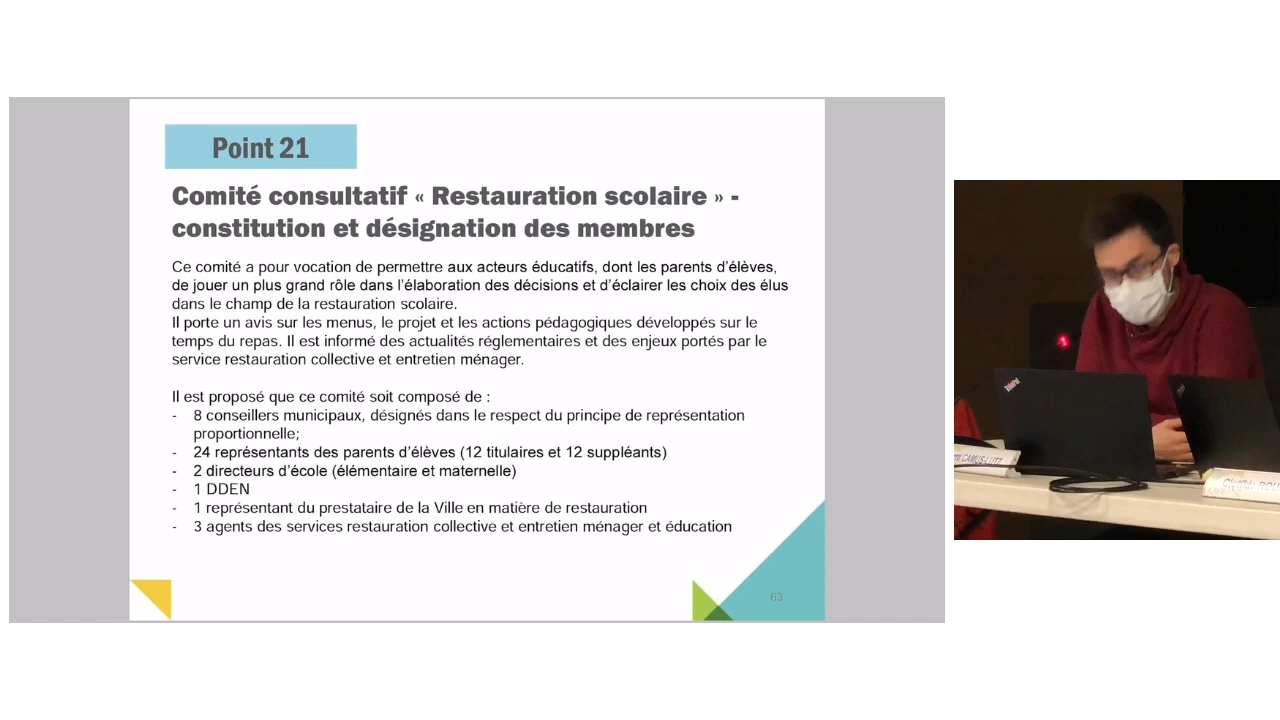 Point 21
Comité consultatif « Restauration scolaire » -
constitution et désignation des membres
Ce comité a pour vocation de permettre aux acteurs éducatifs, dont les parents d'élèves,
de jouer un plus grand rôle dans l'élaboration des décisions et d'éclairer les choix des élus
dans le champ de la restauration scolaire.
Il porte un avis sur les menus, le projet et les actions pédagogiques développés sur le
temps du repas. Il est informé des actualités réglementaires et des enjeux portés par le
service restauration collective et entretien ménager.
Il est proposé que ce comité soit composé de :
- 8 conseillers municipaux, désignés dans le respect du principe de représentation
proportionnelle;
- 24 représentants des parents d'élèves (12 titulaires et 12 suppléants)
- 2 directeurs d'école (élémentaire et maternelle)
- 1 DDEN
- 1 représentant du prestataire de la Ville en matière de restauration
- 3 agents des services restauration collective et entretien ménager et éducation
63
ThinkPad
CAMUS-LUTZ